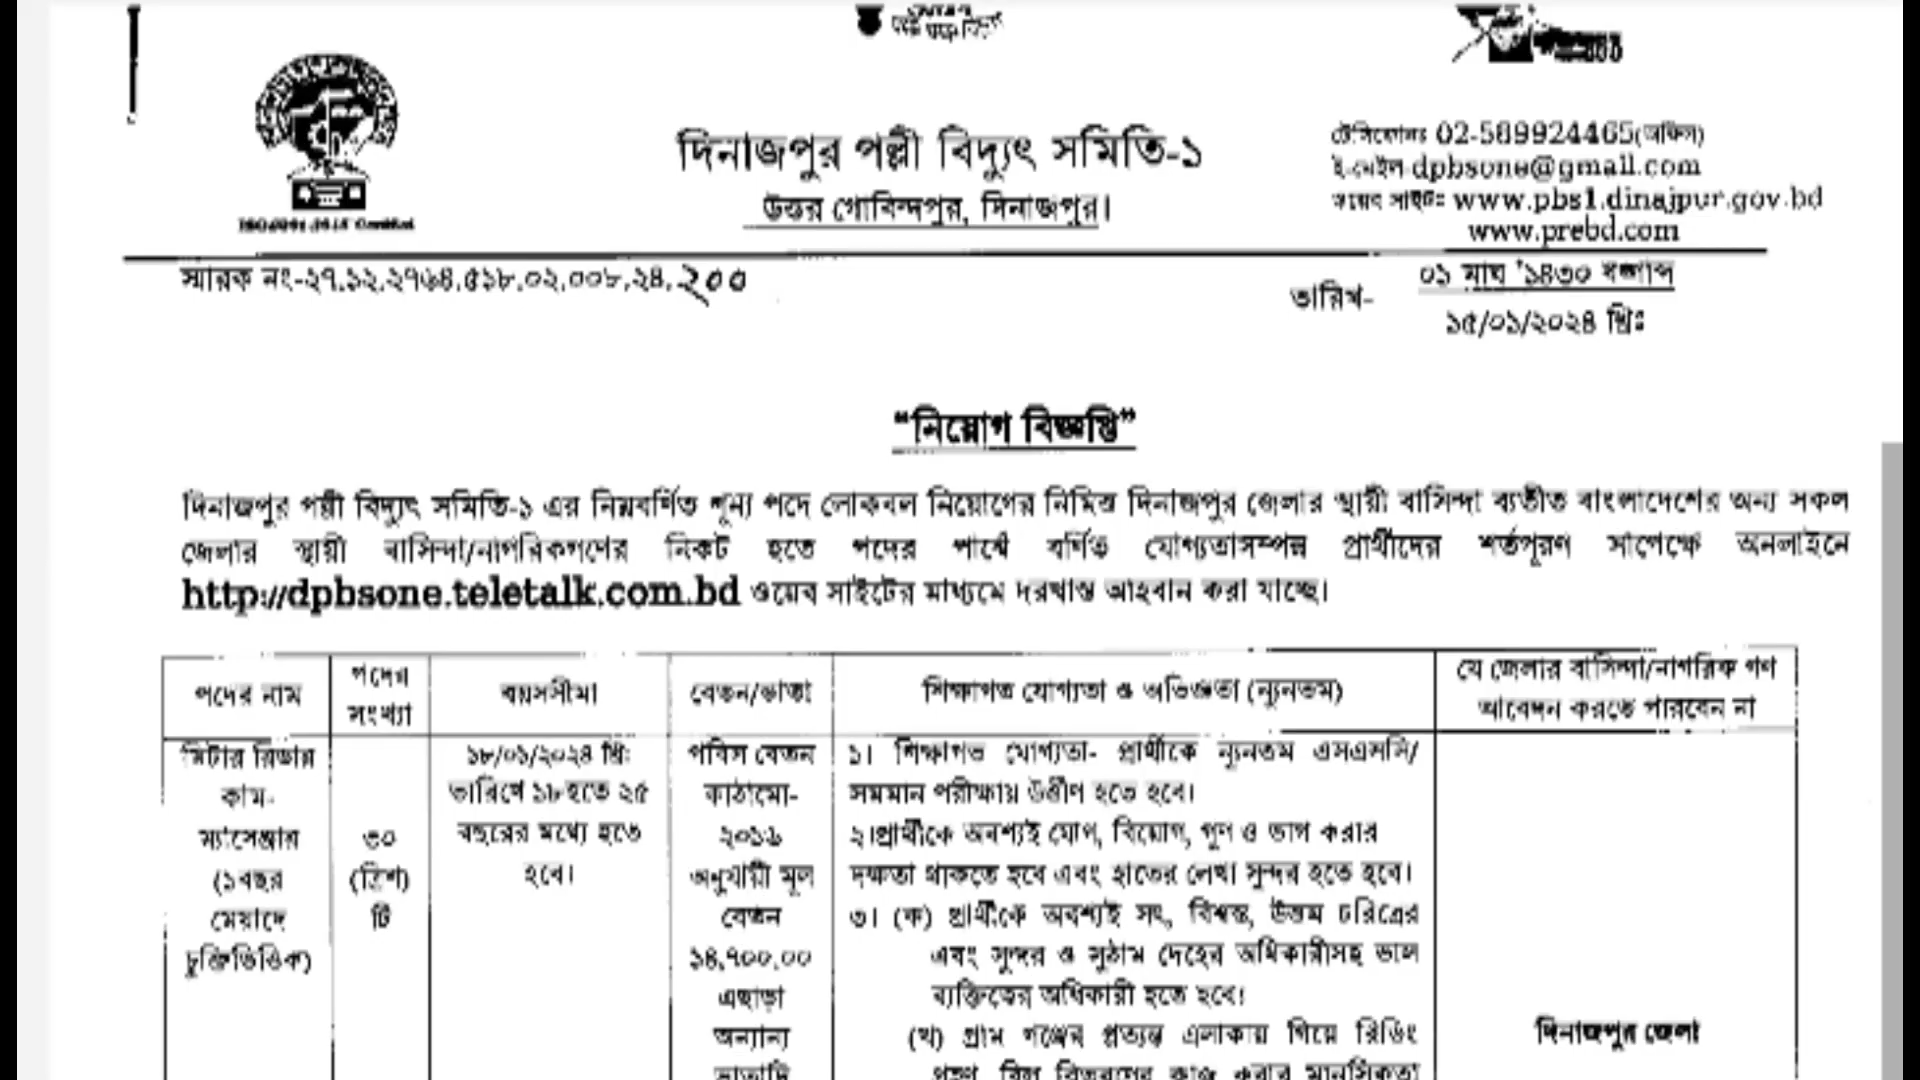 দিনাজপুর পল্লী বিদ্যুৎ সমিতি-১
উত্তর গোবিন্দপুর, দিনাজপুর।
টেলিফোনঃ 02-589924465(অফিস)
ই-মেইল-dpbsone@gmail.com
ওয়েব সাইটঃ www.pbs1.dinajpur.gov.bd
www.prebd.com
স্মারক নং-২৭.১২.২৭৬৪.৫১৮.০২.০০৮.২৪.২০০
তারিখ-
০১ মাঘ '১৪৩০ বঙ্গাব্দ
১৫/০১/২০২৪ খ্রিঃ
“নিয়োগ বিজ্ঞপ্তি”
দিনাজপুর পল্লী বিদ্যুৎ সমিতি-১ এর নিম্নবর্ণিত শূন্য পদে লোকবল নিয়োগের নিমিত্ত দিনাজপুর জেলার স্থায়ী বাসিন্দা ব্যতীত বাংলাদেশের অন্য সকল
জেলার স্থায়ী বাসিন্দা/নাগরিকগণের নিকট হতে পদের পার্শ্বে বর্ণিত যোগ্যতাসম্পন্ন প্রার্থীদের শর্তপূরণ সাপেক্ষে অনলাইনে
http://dpbsone.teletalk.com.bd ওয়েব সাইটের মাধ্যমে দরখাস্ত আহবান করা যাচ্ছে।
পদের নাম
পদের
সংখ্যা
বয়সসীমা
বেতন/ভাতা
শিক্ষাগত যোগ্যতা ও অভিজ্ঞতা (ন্যূনতম)
যে জেলার বাসিন্দা/নাগরিক গণ
আবেদন করতে পারবেন না
মিটার রিডার
কাম-
ম্যাসেঞ্জার
(১বছর
মেয়াদে
চুক্তিভিত্তিক)
৩০
(ত্রিশ)
টি
১৮/০১/২০২৪ খ্রি:
তারিখে ১৮হতে ২৫
বছরের মধ্যে হতে
হবে।
পবিস বেতন
কাঠামো-
২০১৬
অনুযায়ী মূল
বেতন
১৪,৭০০.০০
এছাড়া
অন্যান্য
ভাতাদি
১। শিক্ষাগত যোগ্যতা- প্রার্থীকে ন্যূনতম এসএসসি/
সমমান পরীক্ষায় উর্ত্তীণ হতে হবে।
২।প্রার্থীকে অবশ্যই যোগ, বিয়োগ, গুণ ও ভাগ করার
দক্ষতা থাকতে হবে এবং হাতের লেখা সুন্দর হতে হবে।
৩। (ক) প্রার্থীকে অবশ্যই সৎ, বিশ্বস্ত, উত্তম চরিত্রের
এবং সুন্দর ও সুঠাম দেহের অধিকারীসহ ভাল
ব্যক্তিত্বের অধিকারী হতে হবে।
(খ) গ্রাম গঞ্জের প্রত্যন্ত এলাকায় গিয়ে রিডিং
গ্রহণ, বিল বিতরণের কাজ করার মানসিকতা
দিনাজপুর জেলা